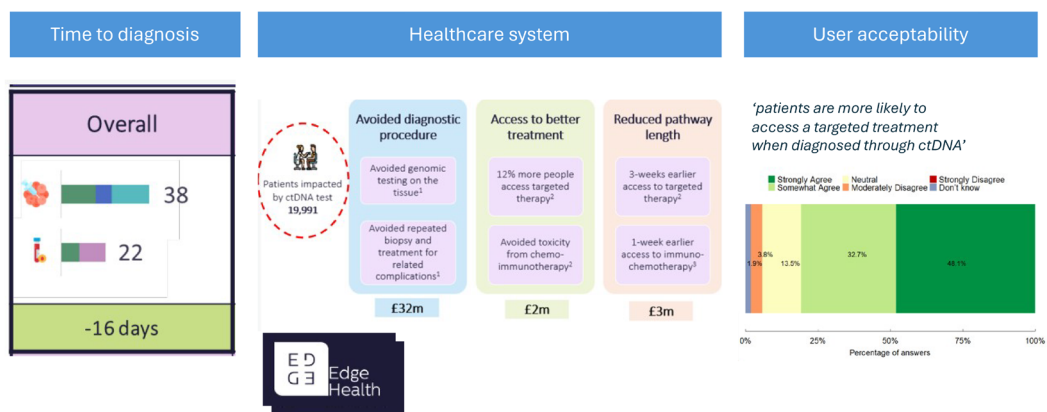 Time to diagnosis
Healthcare system
User acceptability
Overall
38
22
-16 days
Patients impacted
by ctDNA test
19,991
Avoided diagnostic
procedure
Avoided genomic
testing on the
tissue¹
Avoided repeated
biopsy and
treatment for
related
complications¹
£32m
Access to better
treatment
12% more people
access targeted
therapy²
Avoided toxicity
from chemo-
immunotherapy²
£2m
Reduced pathway
length
3-weeks earlier
access to targeted
therapy²
1-week earlier
access to immuno-
chemotherapy³
£3m
EDGE
Edge
Health
‘patients are more likely to
access a targeted treatment
when diagnosed through ctDNA’
Strongly Agree Neutral Strongly Disagree
Somewhat Agree Moderately Disagree Don't know
1.9% 3.8% 13.5% 32.7% 48.1%
0% 25% 50% 75% 100%
Percentage of answers